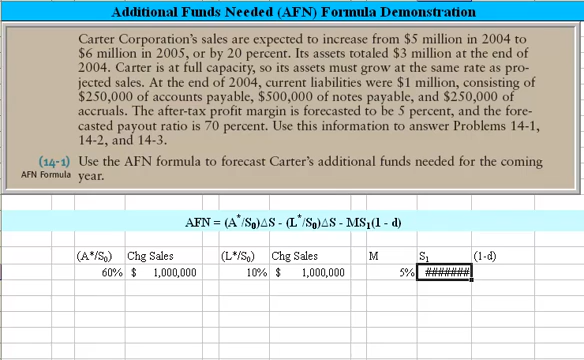 Additional Funds Needed (AFN) Formula Demonstration
Carter Corporation's sales are expected to increase from $5 million in 2004 to
$6 million in 2005, or by 20 percent. Its assets totaled $3 million at the end of
2004. Carter is at full capacity, so its assets must grow at the same rate as pro-
jected sales. At the end of 2004, current liabilities were $1 million, consisting of
$250,000 of accounts payable, $500,000 of notes payable, and $250,000 of
accruals. The after-tax profit margin is forecasted to be 5 percent, and the fore-
casted payout ratio is 70 percent. Use this information to answer Problems 14-1,
14-2, and 14-3.
(14-1) Use the AFN formula to forecast Carter's additional funds needed for the coming
AFN Formula year.
AFN = (A*/S₀)ΔS - (L*/S₀)ΔS - MS₁(1 - d)
(A*/S₀) Chg Sales (L*/S₀) Chg Sales M S₁ (1-d)
60% $ 1,000,000 10% $ 1,000,000 5% #######